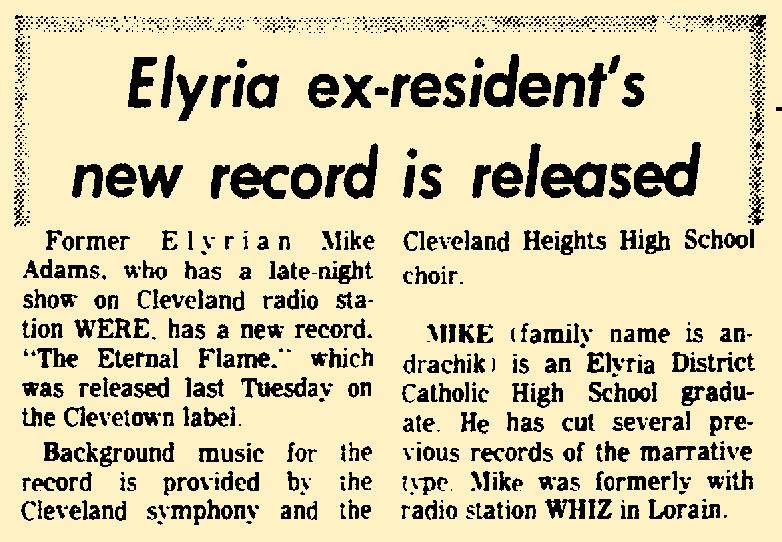 Elyria ex-resident's
new record is released
Former Elyrian Mike
Adams, who has a late-night
show on Cleveland radio sta-
tion WERE, has a new record.
"The Eternal Flame," which
was released last Tuesday on
the Clevetown label.
Background music for the
record is provided by the
Cleveland symphony and the
Cleveland Heights High School
choir.
MIKE (family name is an-
drachik) is an Elyria District
Catholic High School gradu-
ate. He has cut several pre-
vious records of the marrative
type. Mike was formerly with
radio station WHIZ in Lorain.